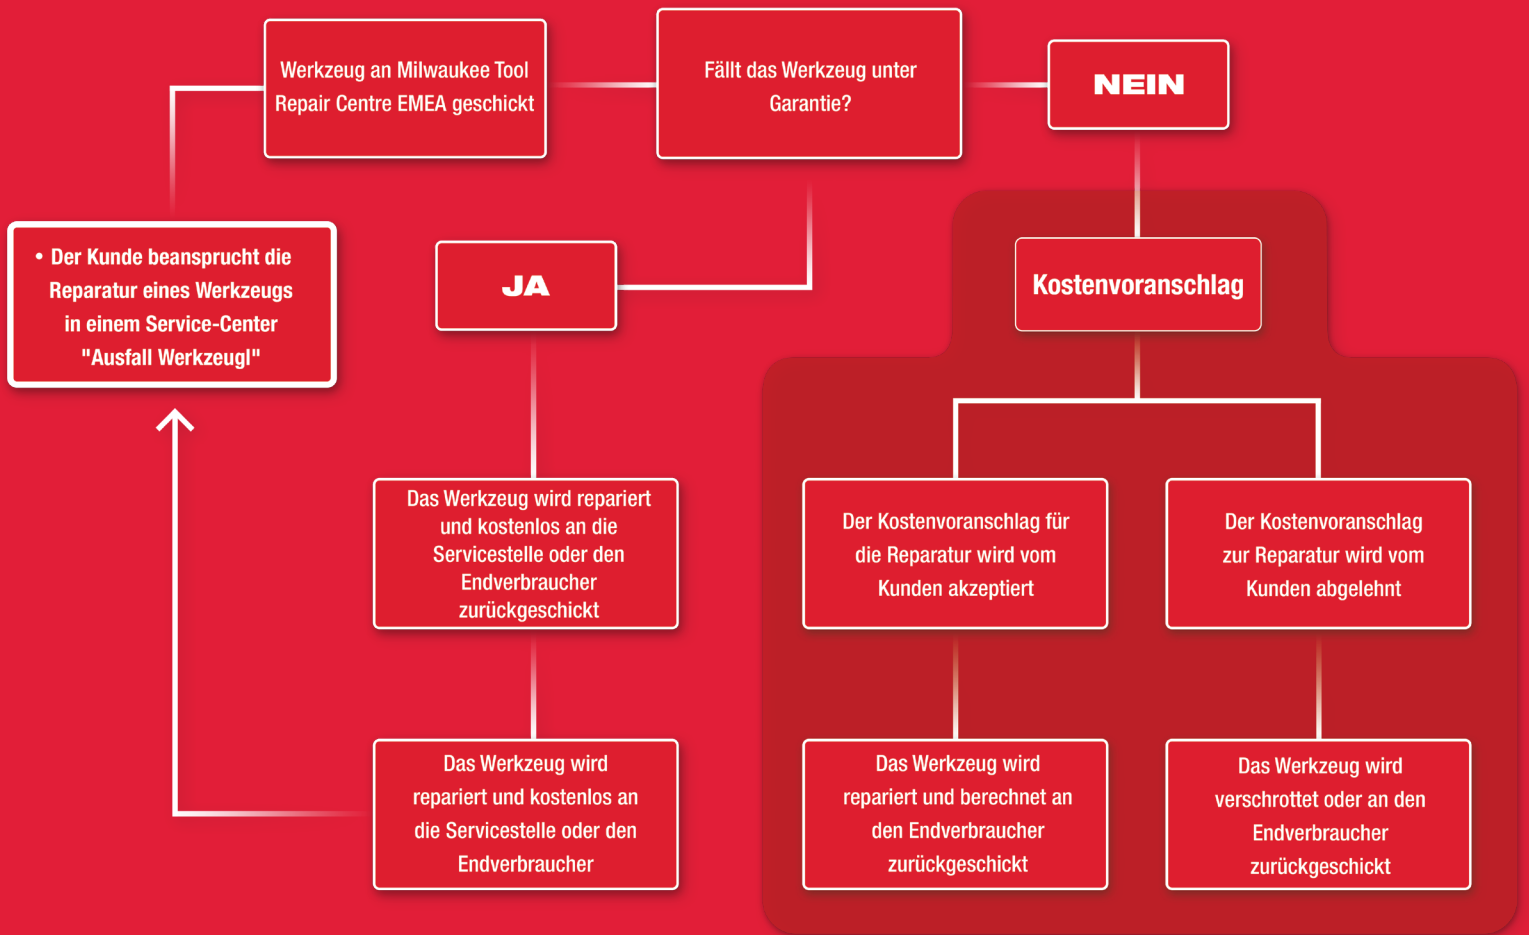 Werkzeug an Milwaukee Tool
Repair Centre EMEA geschickt
Fällt das Werkzeug unter
Garantie?
NEIN
• Der Kunde beansprucht die
Reparatur eines Werkzeugs
in einem Service-Center
"Ausfall Werkzeugl"
JA
Kostenvoranschlag
Das Werkzeug wird repariert
und kostenlos an die
Servicestelle oder den
Endverbraucher
zurückgeschickt
Der Kostenvoranschlag für
die Reparatur wird vom
Kunden akzeptiert
Der Kostenvoranschlag
zur Reparatur wird vom
Kunden abgelehnt
Das Werkzeug wird
repariert und kostenlos an
die Servicestelle oder den
Endverbraucher
Das Werkzeug wird
repariert und berechnet an
den Endverbraucher
zurückgeschickt
Das Werkzeug wird
verschrottet oder an den
Endverbraucher
zurückgeschickt